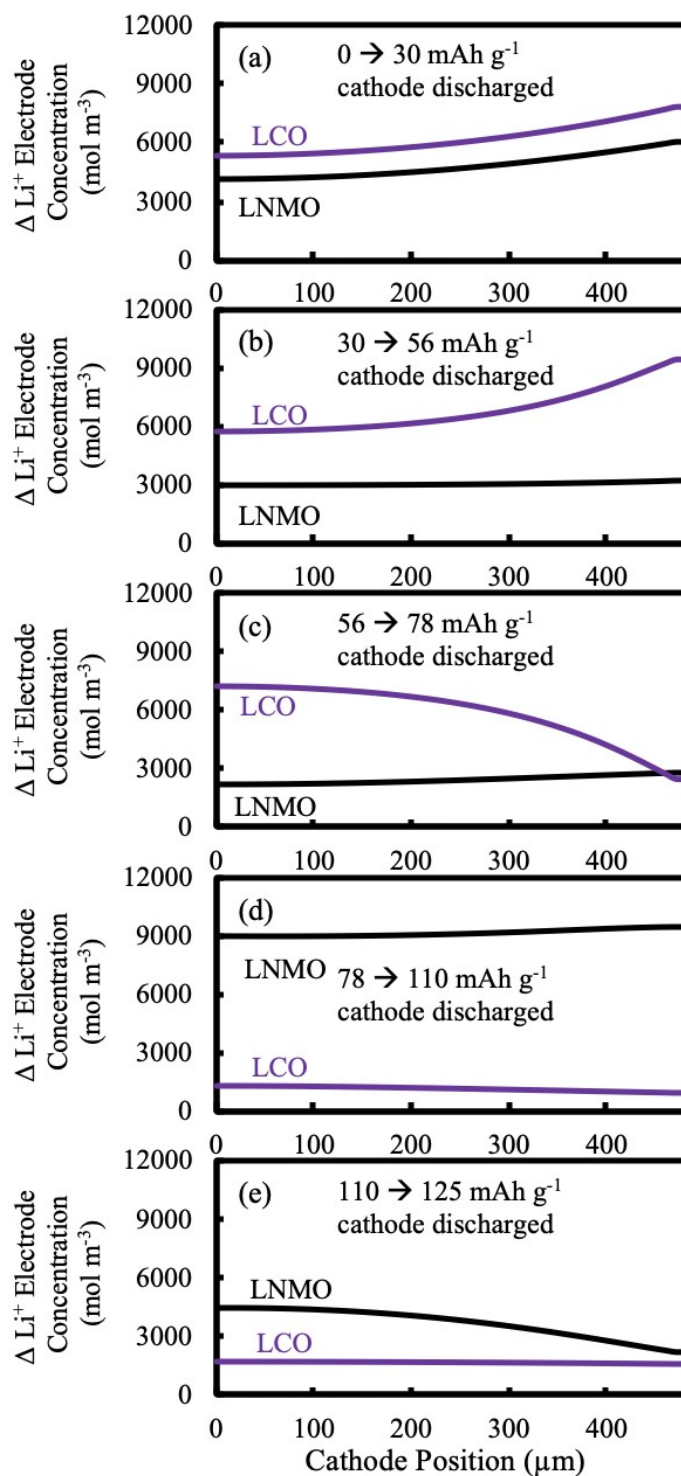 12000
9000
6000
3000
0
Δ Li⁺ Electrode
Concentration
(mol m⁻³)
(a)
0 → 30 mAh g⁻¹
cathode discharged
LCO
LNMO
0 100 200 300 400
12000
9000
6000
3000
0
Δ Li⁺ Electrode
Concentration
(mol m⁻³)
(b)
30 → 56 mAh g⁻¹
cathode discharged
LCO
LNMO
0 100 200 300 400
12000
9000
6000
3000
0
Δ Li⁺ Electrode
Concentration
(mol m⁻³)
(c)
56 → 78 mAh g⁻¹
cathode discharged
LCO
LNMO
0 100 200 300 400
12000
9000
6000
3000
0
Δ Li⁺ Electrode
Concentration
(mol m⁻³)
(d)
LNMO
78 → 110 mAh g⁻¹
cathode discharged
LCO
0 100 200 300 400
12000
9000
6000
3000
0
Δ Li⁺ Electrode
Concentration
(mol m⁻³)
(e)
110 → 125 mAh g⁻¹
cathode discharged
LNMO
LCO
0 100 200 300 400
Cathode Position (µm)